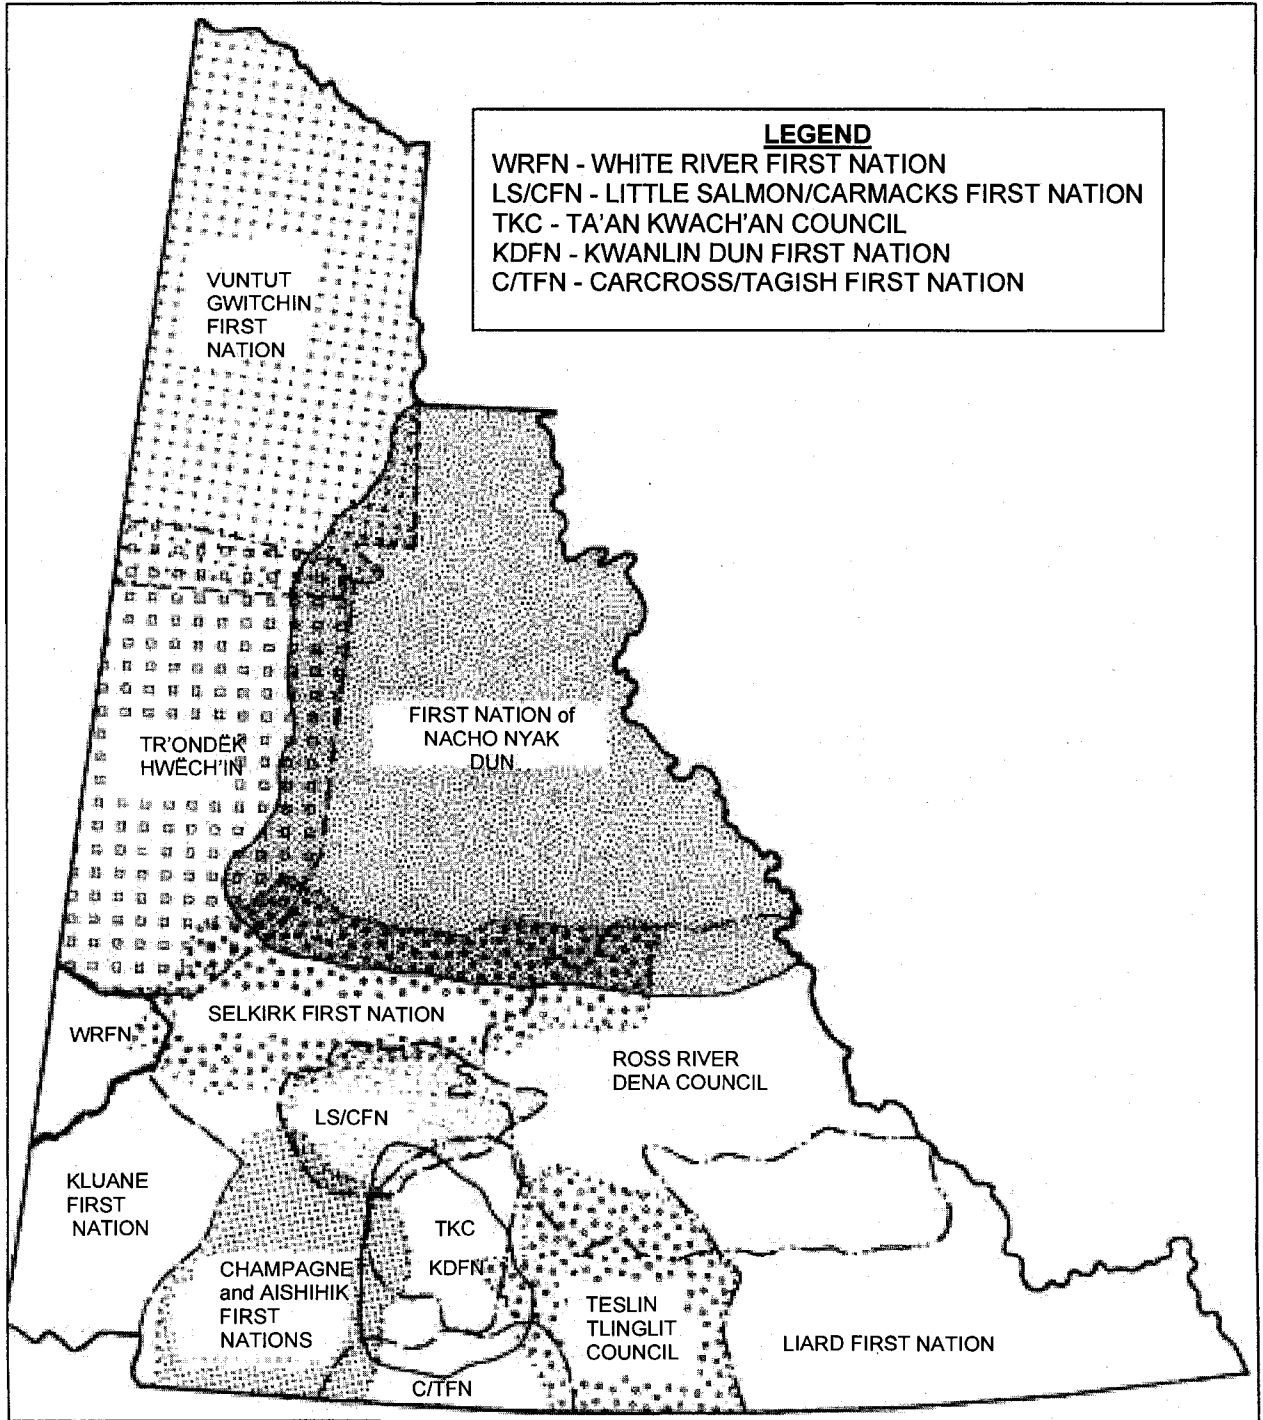 LEGEND
WRFN - WHITE RIVER FIRST NATION
LS/CFN - LITTLE SALMON/CARMACKS FIRST NATION
TKC - TA'AN KWACH'AN COUNCIL
KDFN - KWANLIN DUN FIRST NATION
C/TFN - CARCROSS/TAGISH FIRST NATION
VUNTUT
GWITCHIN
FIRST
NATION
FIRST NATION of
NACHO NYAK
DUN
TR'ONDËK
HWËCH'IN
SELKIRK FIRST NATION
WRFN
ROSS RIVER
DENA COUNCIL
LS/CFN
KLUANE
FIRST
NATION
TKC
KDFN
CHAMPAGNE
and AISHIHIK
FIRST
NATIONS
TESLIN
TLINGLIT
COUNCIL
LIARD FIRST NATION
C/TFN